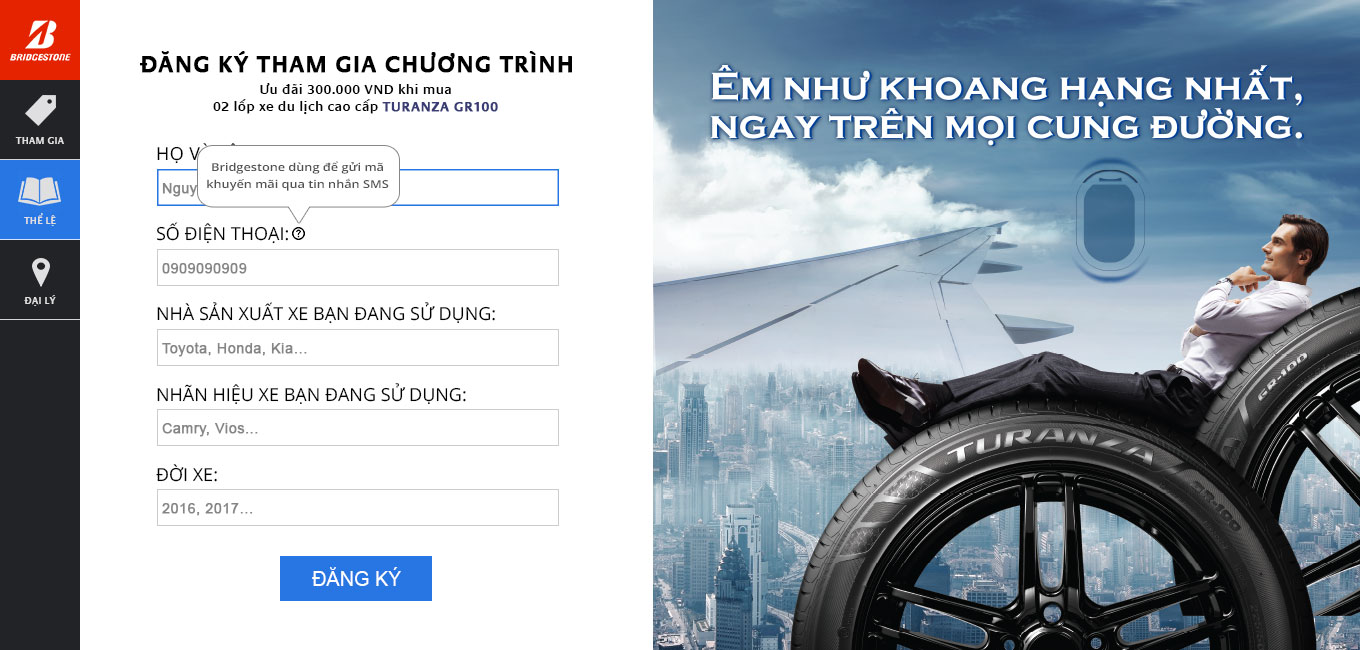 BRIDGESTONE
THAM GIA
THỂ LỆ
ĐẠI LÝ
ĐĂNG KÝ THAM GIA CHƯƠNG TRÌNH
Ưu đãi 300.000 VND khi mua
02 lốp xe du lịch cao cấp TURANZA GR100
HỌ V
Bridgestone dùng để gửi mã
khuyến mãi qua tin nhắn SMS
Nguy
SỐ ĐIỆN THOẠI:
0909090909
NHÀ SẢN XUẤT XE BẠN ĐANG SỬ DỤNG:
Toyota, Honda, Kia...
NHÃN HIỆU XE BẠN ĐANG SỬ DỤNG:
Camry, Vios...
ĐỜI XE:
2016, 2017...
ĐĂNG KÝ
ÊM NHƯ KHOANG HẠNG NHẤT,
NGAY TRÊN MỌI CUNG ĐƯỜNG.
GR-100
TURANZA
GR-100